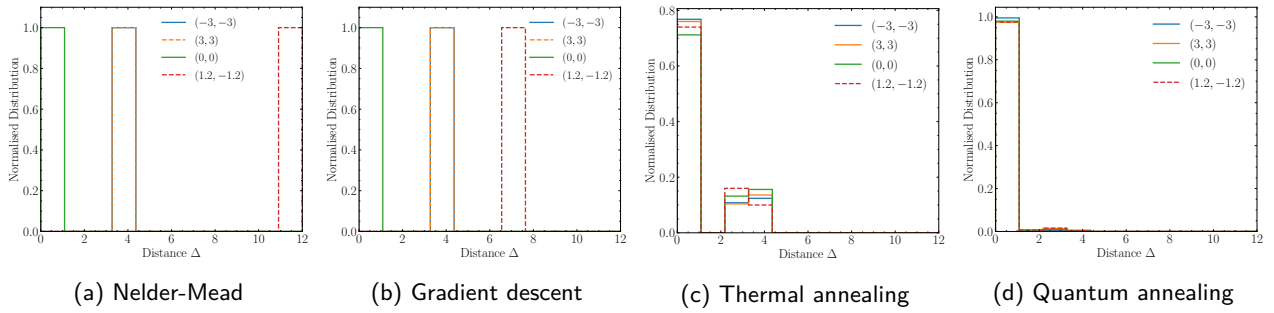 1.0
0.8
0.6
0.4
0.2
0.0
Normalised Distribution
(−3, −3)
(3, 3)
(0, 0)
(1.2, −1.2)
0 2 4 6 8 10 12
Distance Δ
(a) Nelder-Mead
1.0
0.8
0.6
0.4
0.2
0.0
Normalised Distribution
(−3, −3)
(3, 3)
(0, 0)
(1.2, −1.2)
0 2 4 6 8 10 12
Distance Δ
(b) Gradient descent
0.8
0.6
0.4
0.2
0.0
Normalised Distribution
(−3, −3)
(3, 3)
(0, 0)
(1.2, −1.2)
0 2 4 6 8 10 12
Distance Δ
(c) Thermal annealing
1.0
0.8
0.6
0.4
0.2
0.0
Normalised Distribution
(−3, −3)
(3, 3)
(0, 0)
(1.2, −1.2)
0 2 4 6 8 10 12
Distance Δ
(d) Quantum annealing